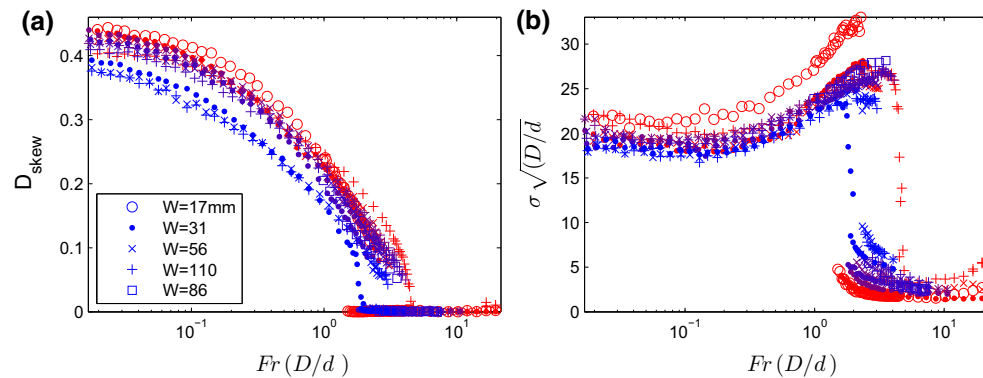 (a)
(b)
D_skew
0.4
0.3
0.2
0.1
0
10^-1
10^0
10^1
Fr (D/d)
W=17mm
W=31
W=56
W=110
W=86
σ √(D/d)
30
25
20
15
10
5
0
10^-1
10^0
10^1
Fr (D/d)